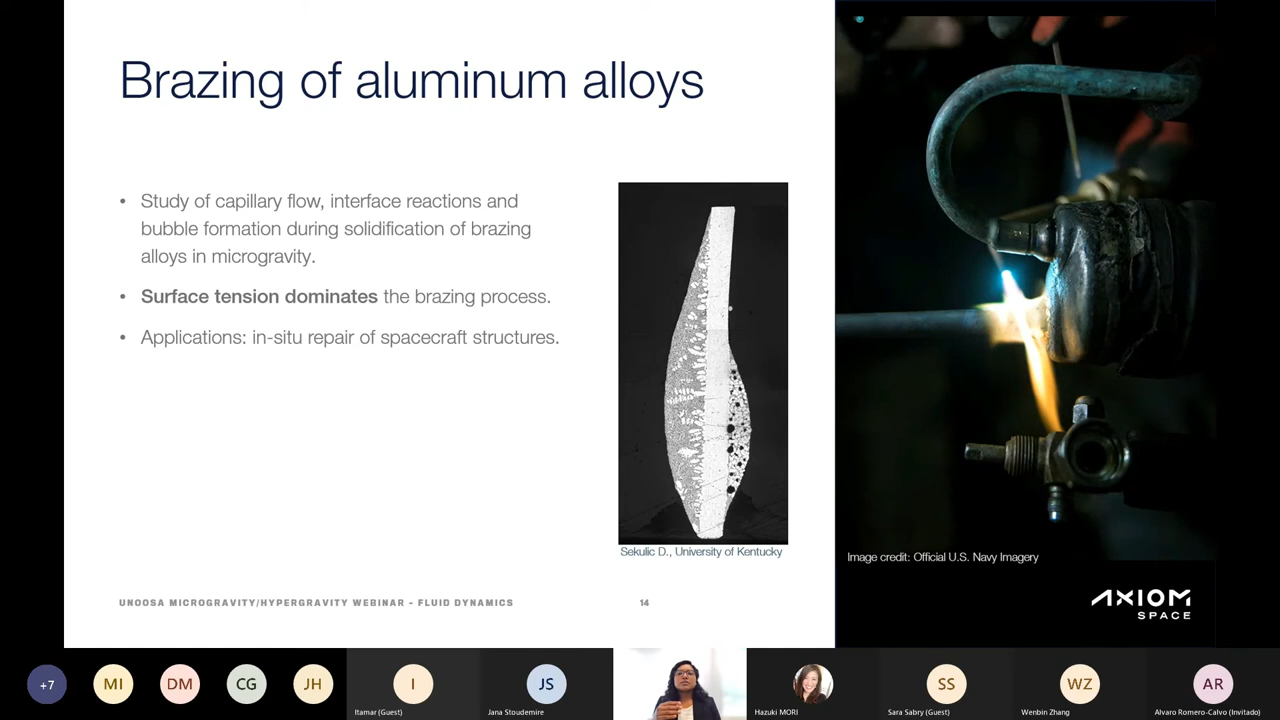 Brazing of aluminum alloys
• Study of capillary flow, interface reactions and
bubble formation during solidification of brazing
alloys in microgravity.
• Surface tension dominates the brazing process.
• Applications: in-situ repair of spacecraft structures.
Sekulic D., University of Kentucky
Image credit: Official U.S. Navy Imagery
UNOOSA MICROGRAVITY/HYPERGRAVITY WEBINAR - FLUID DYNAMICS
14
AXIOM
SPACE
+7
MI
DM
CG
JH
I
Itamar (Guest)
JS
Jana Stoudemire
Hazuki MORI
SS
Sara Sabry (Guest)
WZ
Wenbin Zhang
AR
Alvaro Romero-Calvo (Invitado)